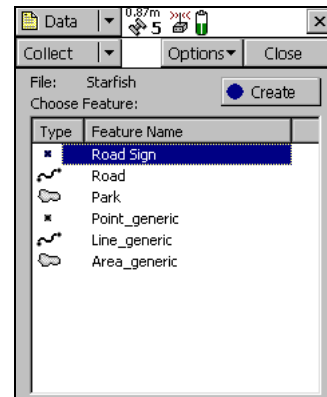 Data 0.87m 5
Collect Options Close
File: Starfish
Choose Feature: Create
Type Feature Name
Road Sign
Road
Park
Point_generic
Line_generic
Area_generic